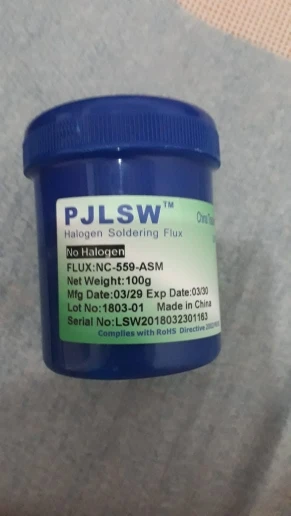 PJLSW™
Halogen Soldering Flux
No Halogen
FLUX:NC-559-ASM
Net Weight:100g
Mfg Date:03/29 Exp Date:03/30
Lot No:1803-01 Made in China
Serial No:LSW2018032301163
Complies with RoHS Directive